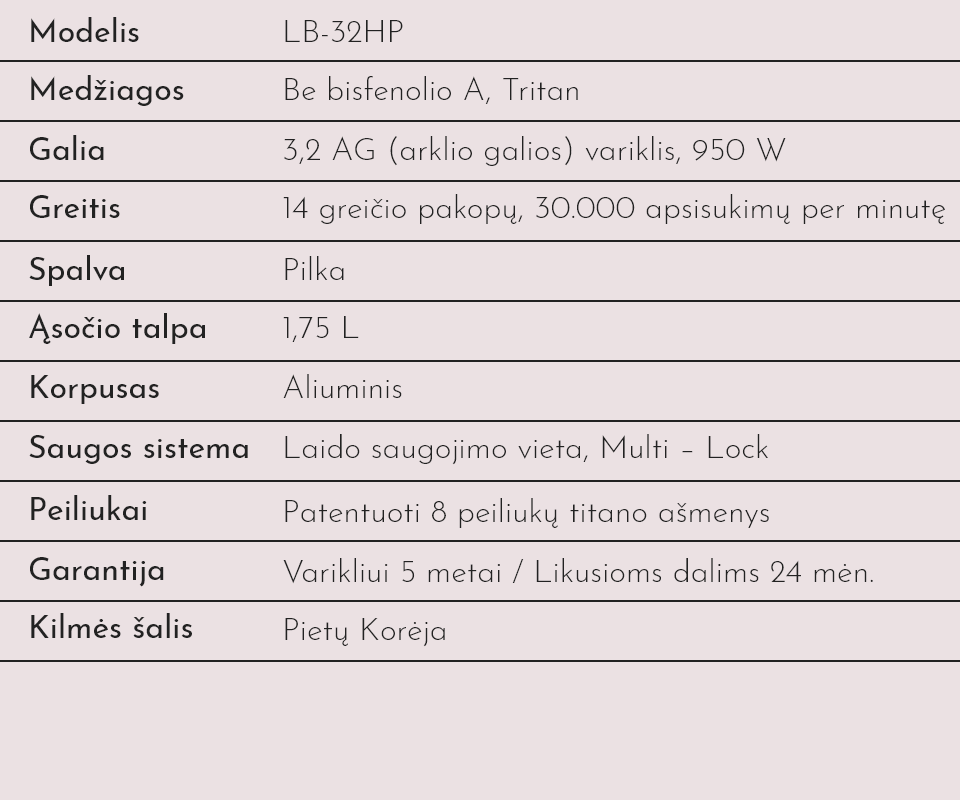 Modelis LB-32HP
Medžiagos Be bisfenolio A, Tritan
Galia 3,2 AG (arklio galios) variklis, 950 W
Greitis 14 greičio pakopų, 30.000 apsisukimų per minutę
Spalva Pilka
Ąsočio talpa 1,75 L
Korpusas Aliuminis
Saugos sistema Laido saugojimo vieta, Multi – Lock
Peiliukai Patentuoti 8 peiliukų titano ašmenys
Garantija Varikliui 5 metai / Likusioms dalims 24 mėn.
Kilmės šalis Pietų Korėja